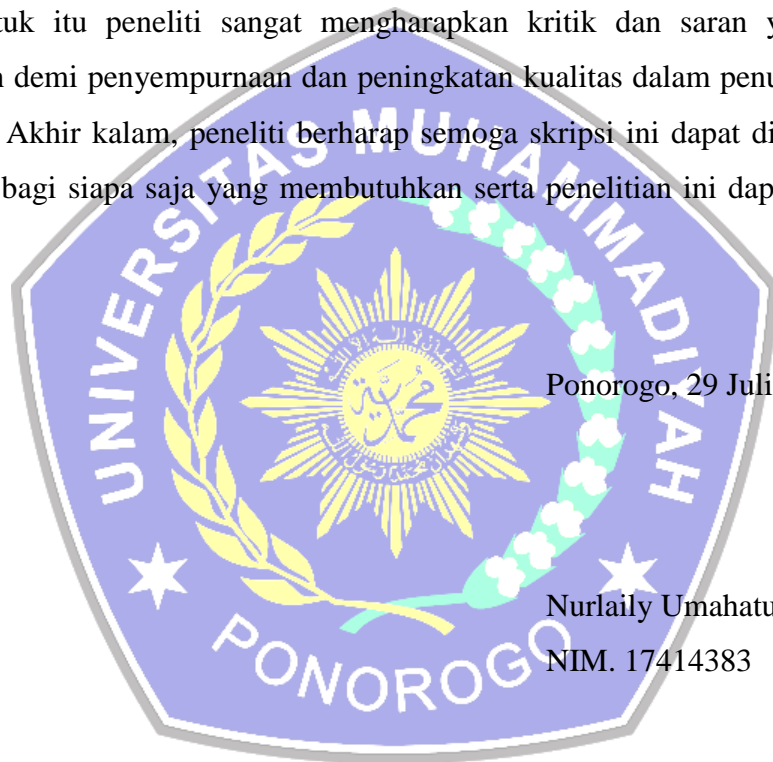 tuk itu peneliti sangat mengharapkan kritik dan saran y
n demi penyempurnaan dan peningkatan kualitas dalam penu
Akhir kalam, peneliti berharap semoga skripsi ini dapat di
bagi siapa saja yang membutuhkan serta penelitian ini dap
UNIVERSITAS MUHAMMADIYAH
محمدية
Ponorogo, 29 Juli
Nurlaily Umahatu
NIM. 17414383
PONOROGO